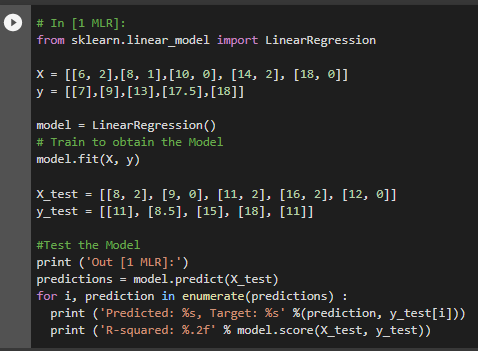 # In [1 MLR]:
from sklearn.linear_model import LinearRegression
X = [[6, 2],[8, 1],[10, 0], [14, 2], [18, 0]]
y = [[7],[9],[13],[17.5],[18]]
model = LinearRegression()
# Train to obtain the Model
model.fit(X, y)
X_test = [[8, 2], [9, 0], [11, 2], [16, 2], [12, 0]]
y_test = [[11], [8.5], [15], [18], [11]]
#Test the Model
print ('Out [1 MLR]:')
predictions = model.predict(X_test)
for i, prediction in enumerate(predictions) :
  print ('Predicted: %s, Target: %s' %(prediction, y_test[i]))
  print ('R-squared: %.2f' % model.score(X_test, y_test))